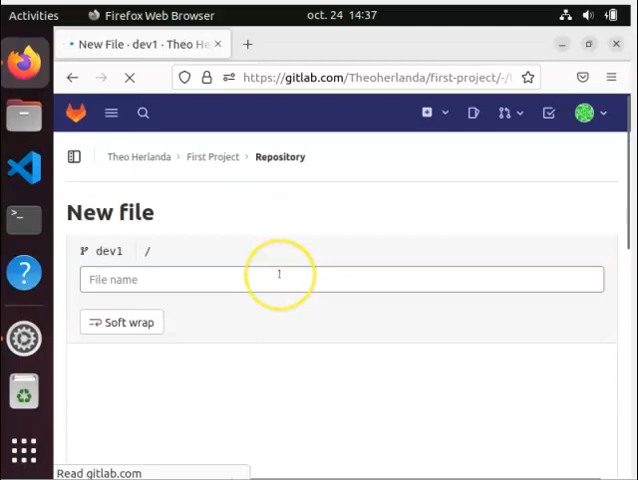 Activities Firefox Web Browser oct. 24 14:37
New File · dev1 · Theo He × +
https://gitlab.com/Theoherlanda/first-project/-/
Theo Herlanda > First Project > Repository
New file
dev1 /
File name
Soft wrap
>_
?
Read gitlab.com